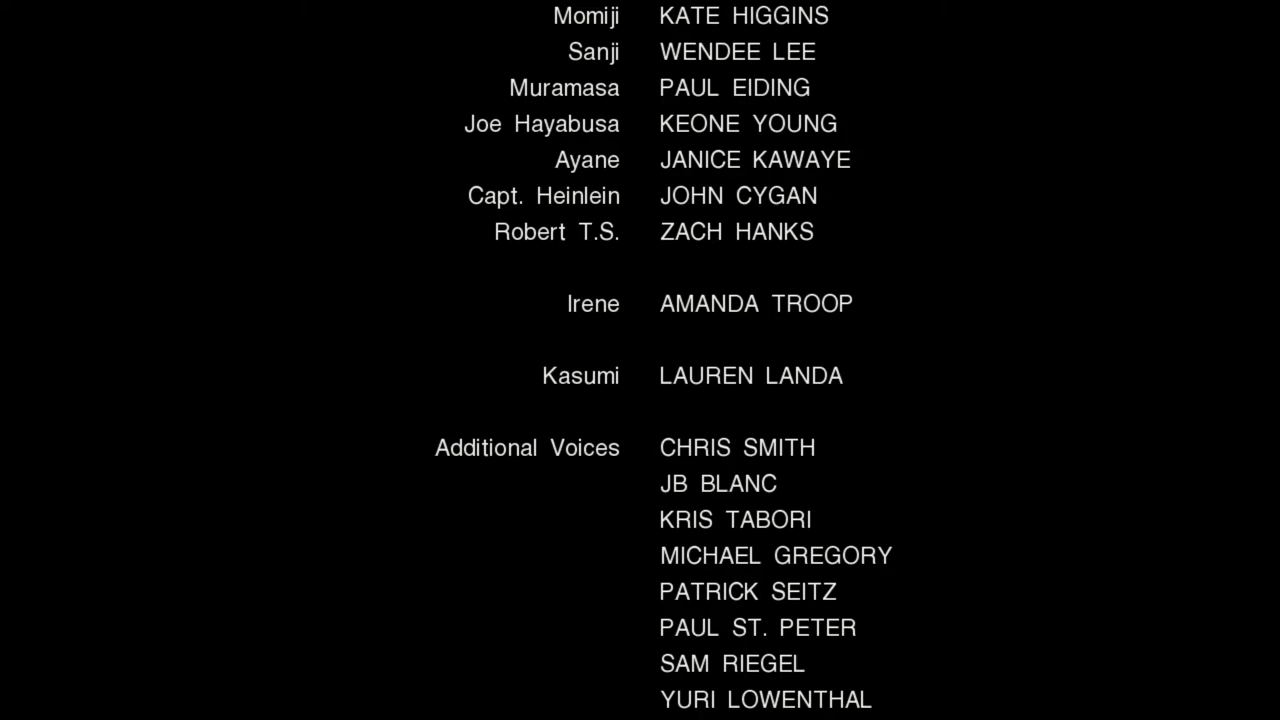 Momiji KATE HIGGINS
Sanji WENDEE LEE
Muramasa PAUL EIDING
Joe Hayabusa KEONE YOUNG
Ayane JANICE KAWAYE
Capt. Heinlein JOHN CYGAN
Robert T.S. ZACH HANKS
Irene AMANDA TROOP
Kasumi LAUREN LANDA
Additional Voices CHRIS SMITH
JB BLANC
KRIS TABORI
MICHAEL GREGORY
PATRICK SEITZ
PAUL ST. PETER
SAM RIEGEL
YURI LOWENTHAL